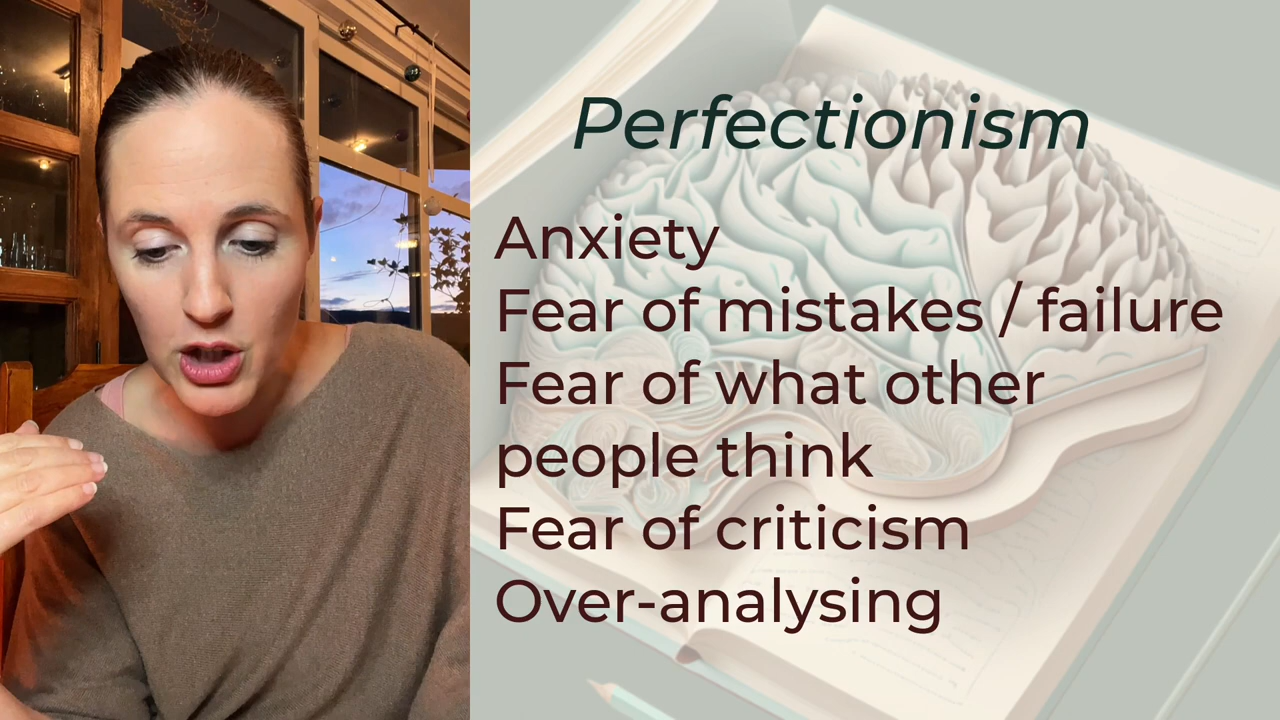 Perfectionism
Anxiety
Fear of mistakes / failure
Fear of what other
people think
Fear of criticism
Over-analysing